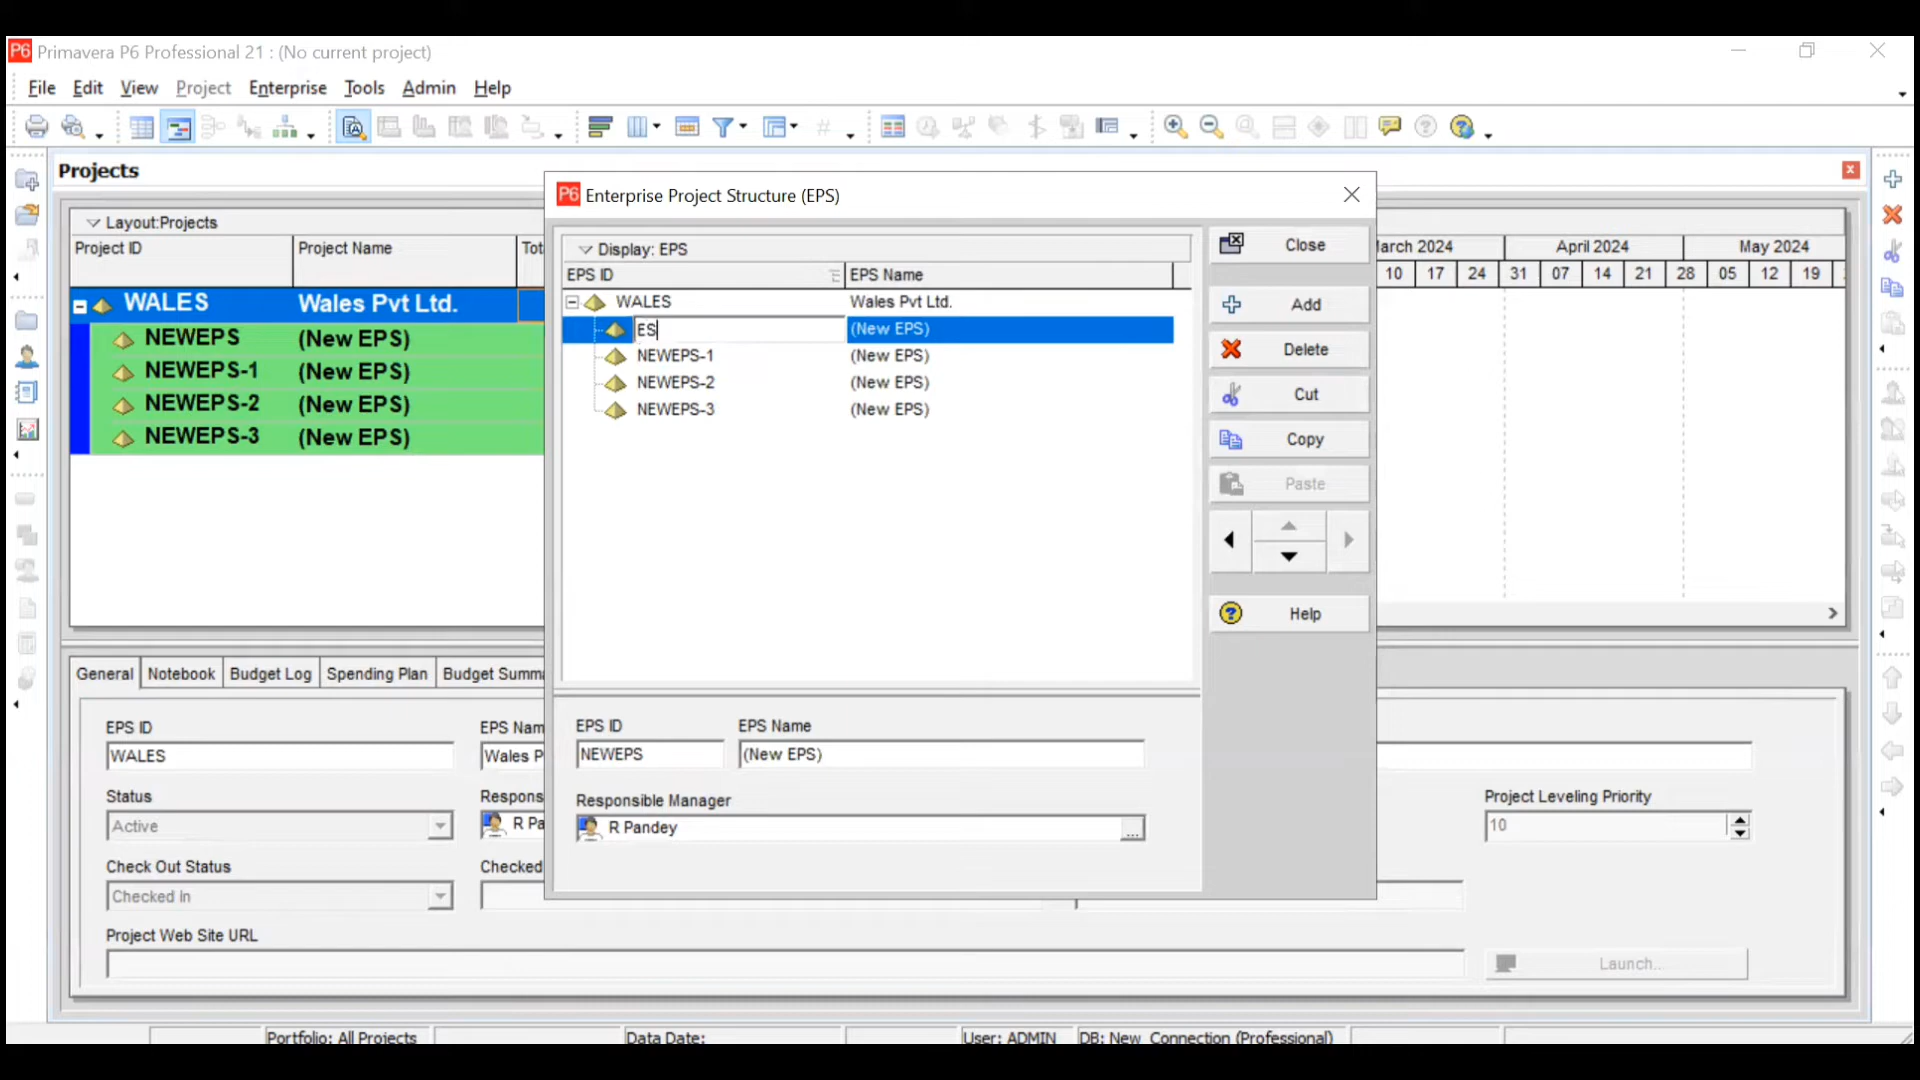 P6 Primavera P6 Professional 21 : (No current project)
File Edit View Project Enterprise Tools Admin Help
Projects
Layout:Projects
Project ID Project Name Tot
WALES Wales Pvt Ltd.
NEWEPS (New EPS)
NEWEPS-1 (New EPS)
NEWEPS-2 (New EPS)
NEWEPS-3 (New EPS)
arch 2024 April 2024 May 2024
10 17 24 31 07 14 21 28 05 12 19
P6 Enterprise Project Structure (EPS)
Display: EPS
EPS ID EPS Name
WALES Wales Pvt Ltd.
ES (New EPS)
NEWEPS-1 (New EPS)
NEWEPS-2 (New EPS)
NEWEPS-3 (New EPS)
Close
Add
Delete
Cut
Copy
Paste
Help
EPS ID EPS Name
NEWEPS (New EPS)
Responsible Manager
R Pandey
...
General Notebook Budget Log Spending Plan Budget Summa
EPS ID EPS Nam
WALES Wales P
Status Respons Project Leveling Priority
Active R Pa 10
Check Out Status Checked
Checked In
Project Web Site URL
Launch...
Portfolio: All Projects Data Date: User: ADMIN DB: New_Connection (Professional)